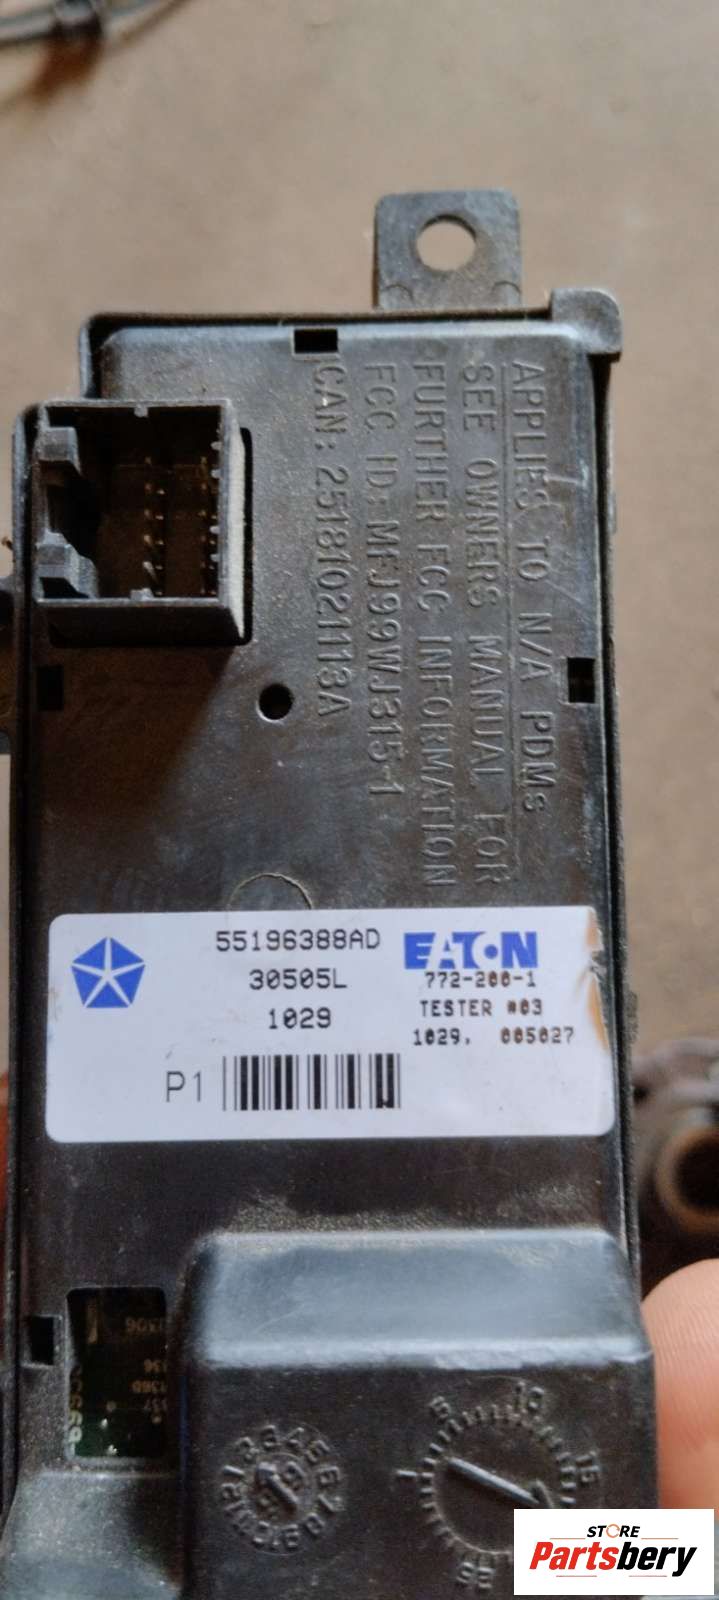 APPLIES TO N/A PDMs
SEE OWNERS MANUAL FOR
FURTHER FCC INFORMATION
FCC ID: MFJ99WJ315-1
CAN: 25181021113A
55196388AD
30505L
1029
P1
EATON
772-200-1
TESTER #03
1029. 005027
STORE
Partsbery